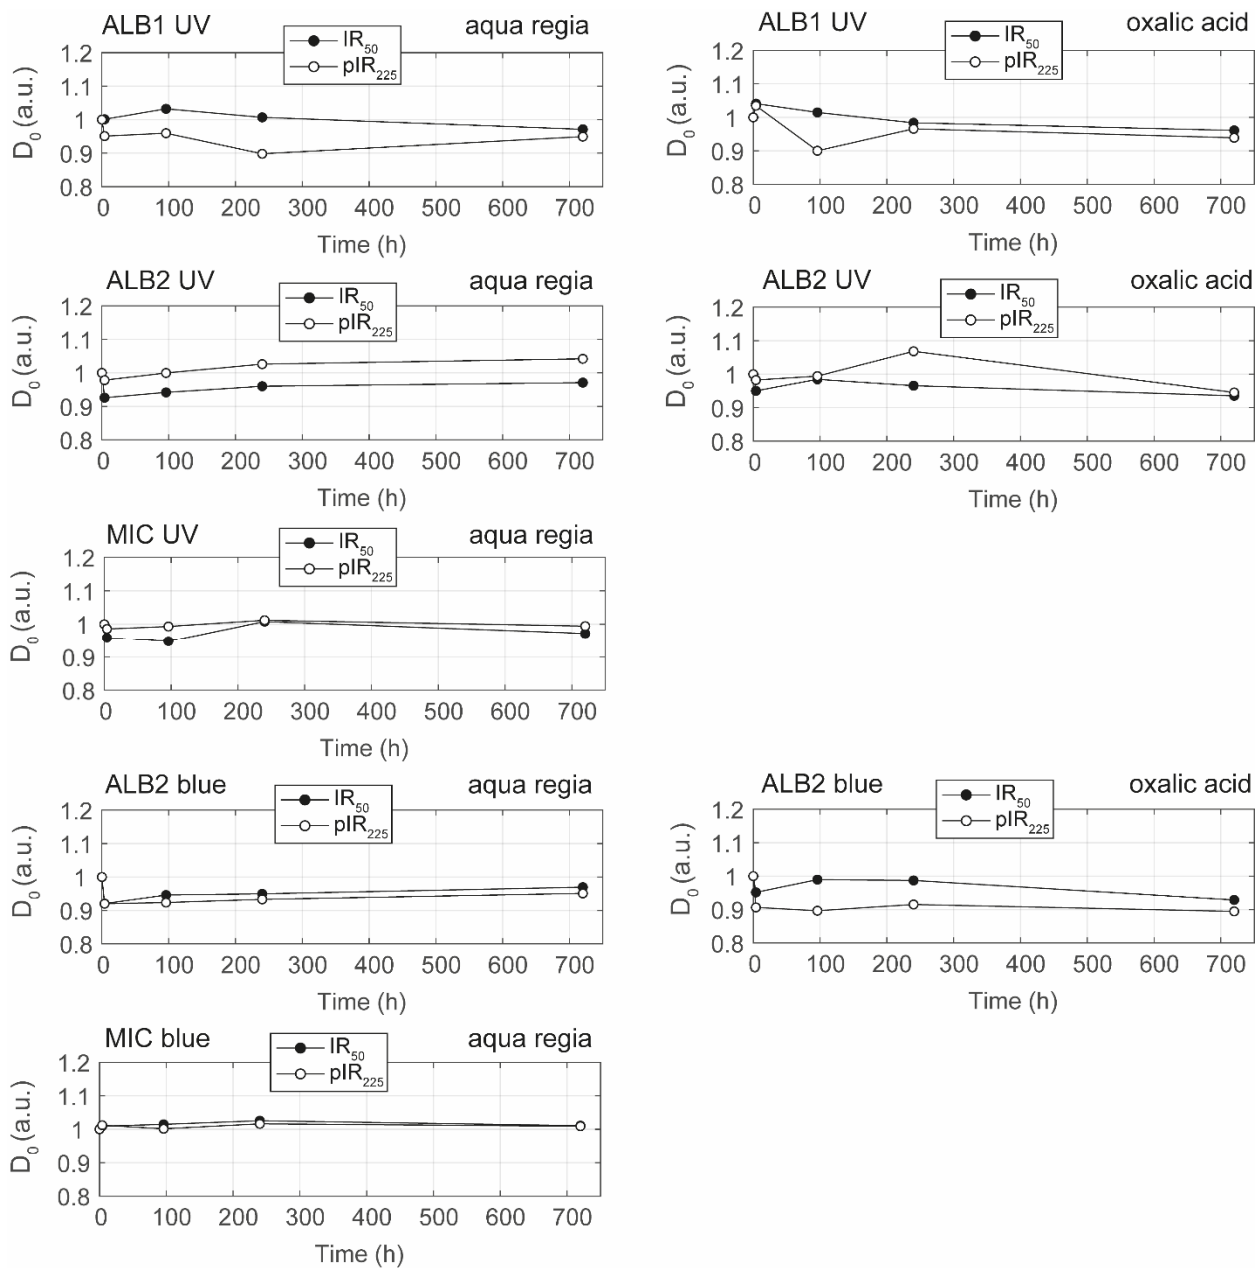 ALB1 UV
aqua regia
IR50
pIR225
1.2
1.1
1
0.9
0.8
D0 (a.u.)
0 100 200 300 400 500 600 700
Time (h)
ALB1 UV
oxalic acid
IR50
pIR225
1.2
1.1
1
0.9
0.8
D0 (a.u.)
0 100 200 300 400 500 600 700
Time (h)
ALB2 UV
aqua regia
IR50
pIR225
1.2
1.1
1
0.9
0.8
D0 (a.u.)
0 100 200 300 400 500 600 700
Time (h)
ALB2 UV
oxalic acid
IR50
pIR225
1.2
1.1
1
0.9
0.8
D0 (a.u.)
0 100 200 300 400 500 600 700
Time (h)
MIC UV
aqua regia
IR50
pIR225
1.2
1.1
1
0.9
0.8
D0 (a.u.)
0 100 200 300 400 500 600 700
Time (h)
ALB2 blue
aqua regia
IR50
pIR225
1.2
1.1
1
0.9
0.8
D0 (a.u.)
0 100 200 300 400 500 600 700
Time (h)
ALB2 blue
oxalic acid
IR50
pIR225
1.2
1.1
1
0.9
0.8
D0 (a.u.)
0 100 200 300 400 500 600 700
Time (h)
MIC blue
aqua regia
IR50
pIR225
1.2
1.1
1
0.9
0.8
D0 (a.u.)
0 100 200 300 400 500 600 700
Time (h)